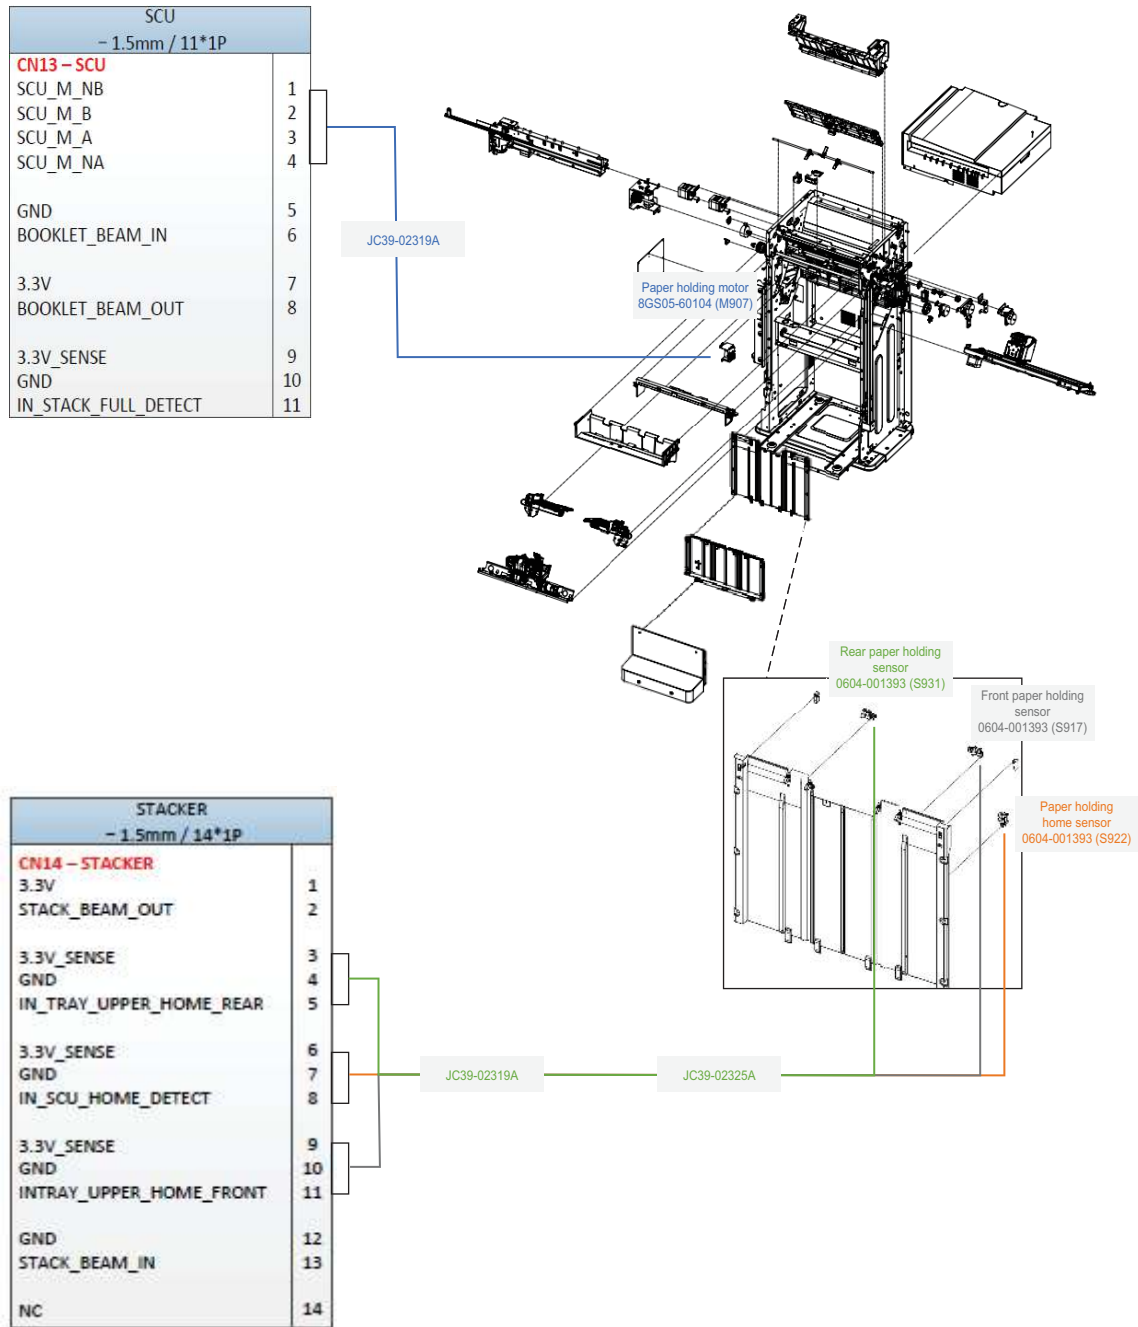 SCU
– 1.5mm / 11*1P
CN13 – SCU
SCU_M_NB 1
SCU_M_B 2
SCU_M_A 3
SCU_M_NA 4
GND 5
BOOKLET_BEAM_IN 6
3.3V 7
BOOKLET_BEAM_OUT 8
3.3V_SENSE 9
GND 10
IN_STACK_FULL_DETECT 11
JC39-02319A
Paper holding motor
8GS05-60104 (M907)
Rear paper holding
sensor
0604-001393 (S931)
Front paper holding
sensor
0604-001393 (S917)
Paper holding
home sensor
0604-001393 (S922)
STACKER
– 1.5mm / 14*1P
CN14 – STACKER
3.3V 1
STACK_BEAM_OUT 2
3.3V_SENSE 3
GND 4
IN_TRAY_UPPER_HOME_REAR 5
3.3V_SENSE 6
GND 7
IN_SCU_HOME_DETECT 8
3.3V_SENSE 9
GND 10
INTRAY_UPPER_HOME_FRONT 11
GND 12
STACK_BEAM_IN 13
NC 14
JC39-02319A
JC39-02325A